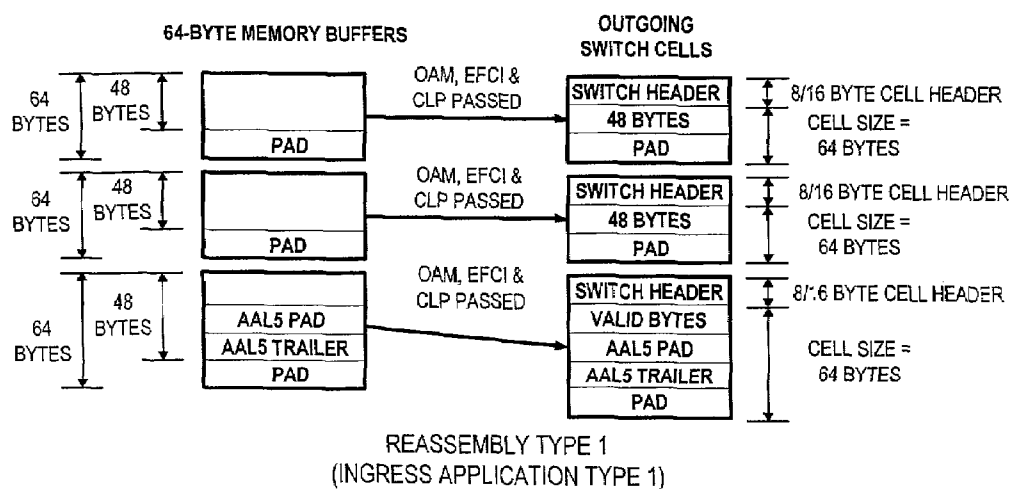 64-BYTE MEMORY BUFFERS
OUTGOING
SWITCH CELLS
64
BYTES
48
BYTES
PAD
OAM, EFCI &
CLP PASSED
SWITCH HEADER
48 BYTES
PAD
8/16 BYTE CELL HEADER
CELL SIZE =
64 BYTES
64
BYTES
48
BYTES
PAD
OAM, EFCI &
CLP PASSED
SWITCH HEADER
48 BYTES
PAD
8/16 BYTE CELL HEADER
CELL SIZE =
64 BYTES
64
BYTES
48
BYTES
AAL5 PAD
AAL5 TRAILER
PAD
OAM, EFCI &
CLP PASSED
SWITCH HEADER
VALID BYTES
AAL5 PAD
AAL5 TRAILER
PAD
8/16 BYTE CELL HEADER
CELL SIZE =
64 BYTES
REASSEMBLY TYPE 1
(INGRESS APPLICATION TYPE 1)